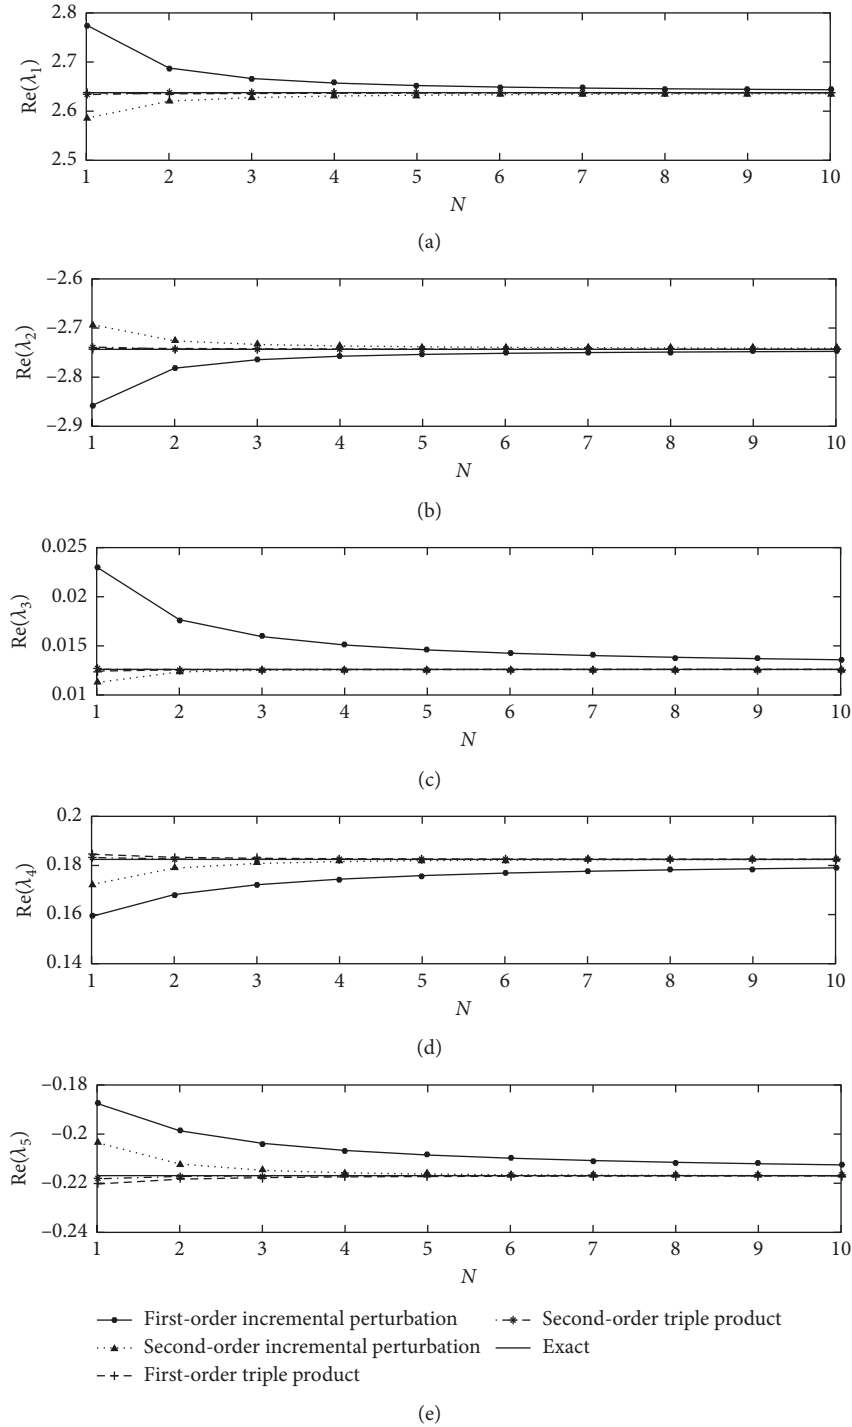 2.8
2.7
2.6
2.5
Re(λ1)
1 2 3 4 5 6 7 8 9 10
N
(a)
–2.6
–2.7
–2.8
–2.9
Re(λ2)
1 2 3 4 5 6 7 8 9 10
N
(b)
0.025
0.02
0.015
0.01
Re(λ3)
1 2 3 4 5 6 7 8 9 10
N
(c)
0.2
0.18
0.16
0.14
Re(λ4)
1 2 3 4 5 6 7 8 9 10
N
(d)
–0.18
–0.2
–0.22
–0.24
Re(λ5)
1 2 3 4 5 6 7 8 9 10
N
First-order incremental perturbation
Second-order incremental perturbation
First-order triple product
Second-order triple product
Exact
(e)